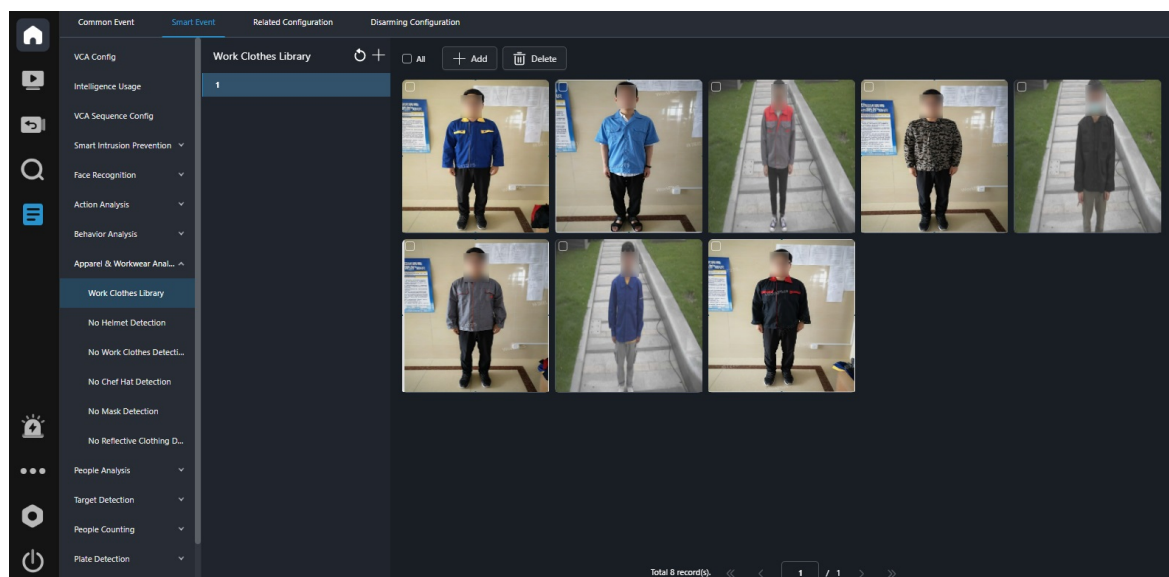 Common Event
Smart Event
Related Configuration
Disarming Configuration
VCA Config
Intelligence Usage
VCA Sequence Config
Smart Intrusion Prevention
Face Recognition
Action Analysis
Behavior Analysis
Apparel & Workwear Anal...
Work Clothes Library
No Helmet Detection
No Work Clothes Detecti...
No Chef Hat Detection
No Mask Detection
No Reflective Clothing D...
People Analysis
Target Detection
People Counting
Plate Detection
Work Clothes Library
1
All
Add
Delete
Total 8 record(s).
1 / 1